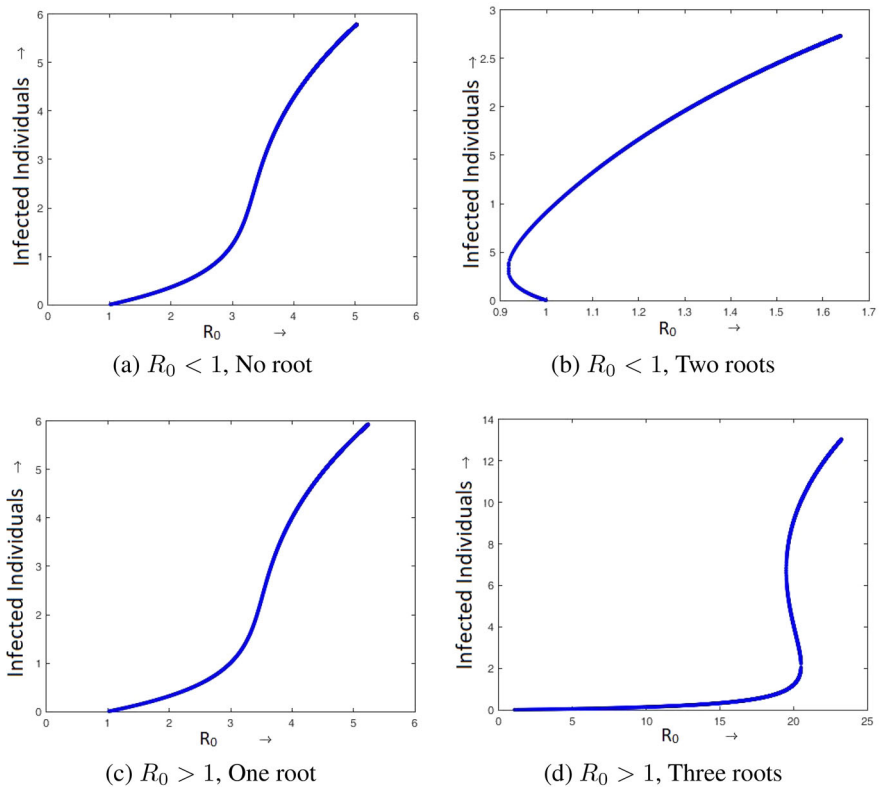 6
5
4
3
2
1
0
Infected Individuals →
0 1 2 3 4 5 6
R₀ →
(a) R₀ < 1, No root
3
2.5
2
5
1
5
0
Infected Individuals →
0.9 1 1.1 1.2 1.3 1.4 1.5 1.6 1.7
R₀ →
(b) R₀ < 1, Two roots
6
5
4
3
2
1
0
Infected Individuals →
0 1 2 3 4 5 6
R₀ →
(c) R₀ > 1, One root
14
12
10
8
6
4
2
0
Infected Individuals →
5 10 15 20 25
R₀ →
(d) R₀ > 1, Three roots